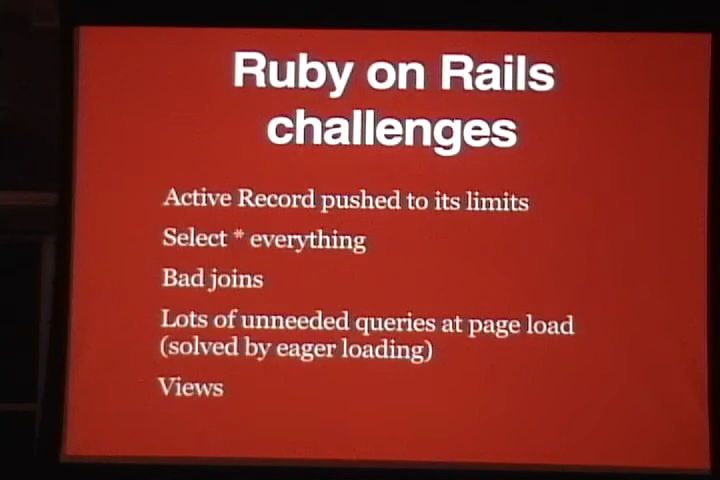 Ruby on Rails
challenges
Active Record pushed to its limits
Select * everything
Bad joins
Lots of unneeded queries at page load
(solved by eager loading)
Views